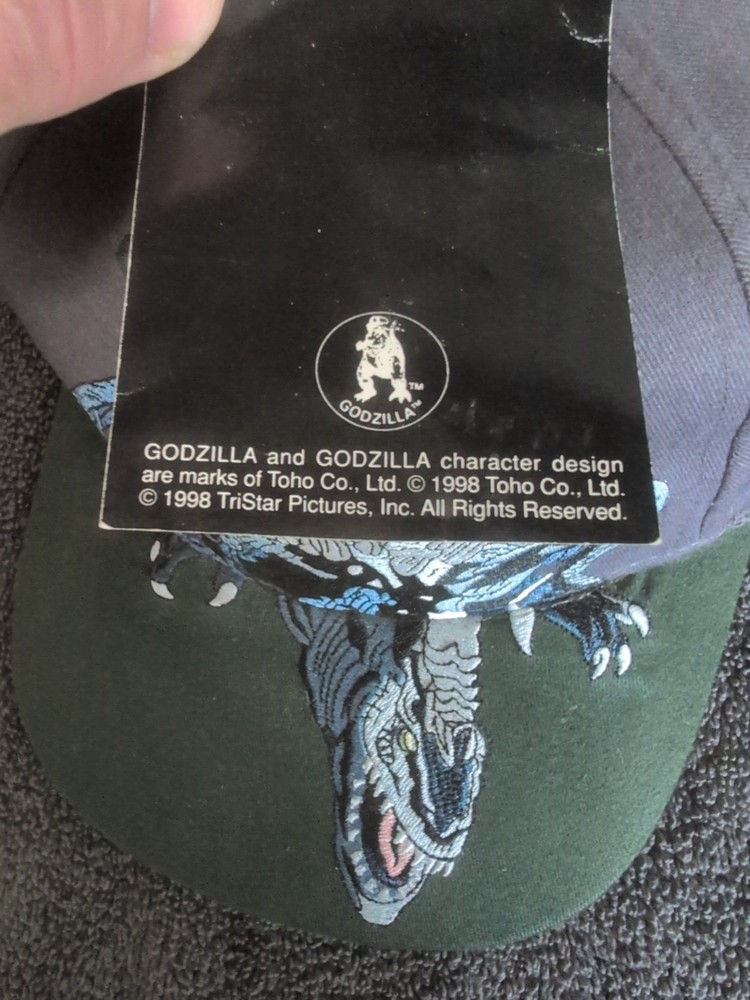 TM
GODZILLA™
GODZILLA and GODZILLA character design
are marks of Toho Co., Ltd. © 1998 Toho Co., Ltd.
© 1998 TriStar Pictures, Inc. All Rights Reserved.